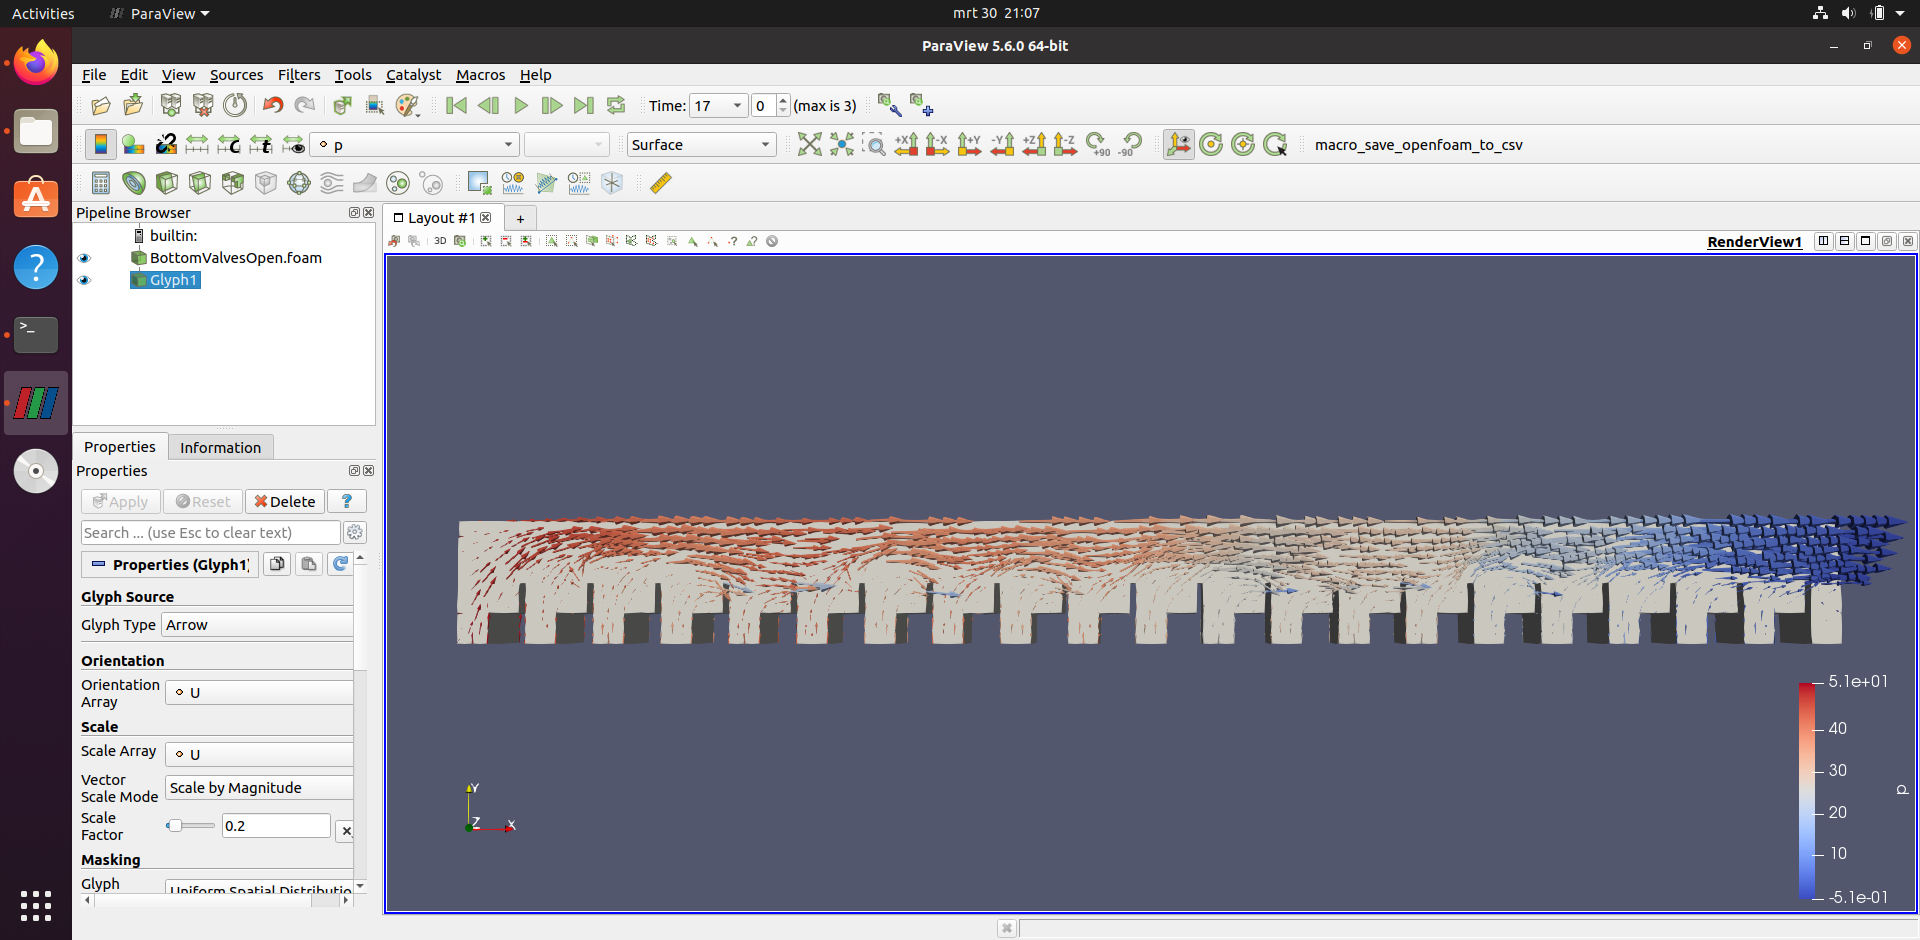 Activities
ParaView
mrt 30 21:07
ParaView 5.6.0 64-bit
File Edit View Sources Filters Tools Catalyst Macros Help
Time: 17 0 (max is 3)
p Surface +X -X +Y -Y +Z -Z +90 -90 macro_save_openfoam_to_csv
Pipeline Browser
builtin:
BottomValvesOpen.foam
Glyph1
Layout #1 +
3D
RenderView1
Properties Information
Properties
Apply Reset Delete ?
Search ... (use Esc to clear text)
Properties (Glyph1)
Glyph Source
Glyph Type Arrow
Orientation
Orientation Array U
Scale
Scale Array U
Vector Scale Mode Scale by Magnitude
Scale Factor 0.2
Masking
Glyph Uniform Spatial Distributio
Y
Z
X
5.1e+01
40
30
20
10
-5.1e-01
p